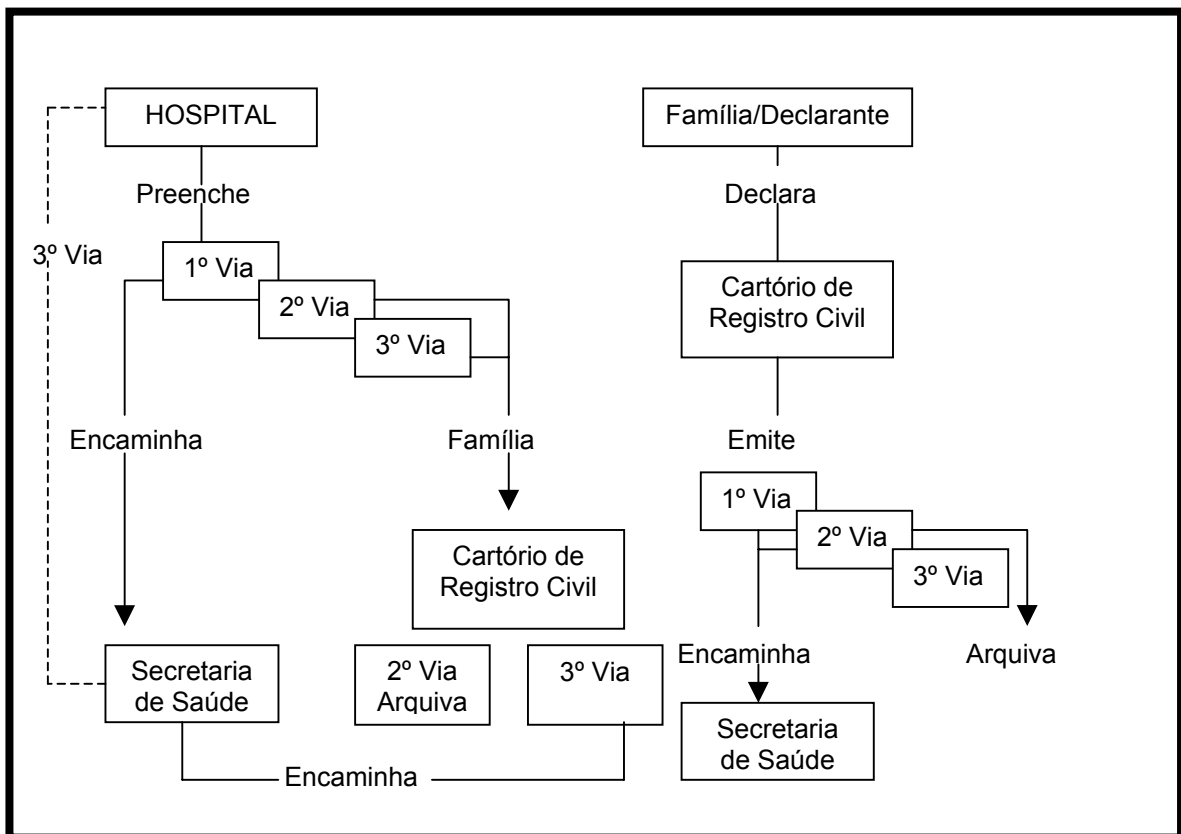 HOSPITAL
Preenche
3º Via
1º Via
2º Via
3º Via
Encaminha
Família
Cartório de
Registro Civil
Secretaria
de Saúde
2º Via
Arquiva
3º Via
Encaminha
Família/Declarante
Declara
Cartório de
Registro Civil
Emite
1º Via
2º Via
3º Via
Encaminha
Arquiva
Secretaria
de Saúde